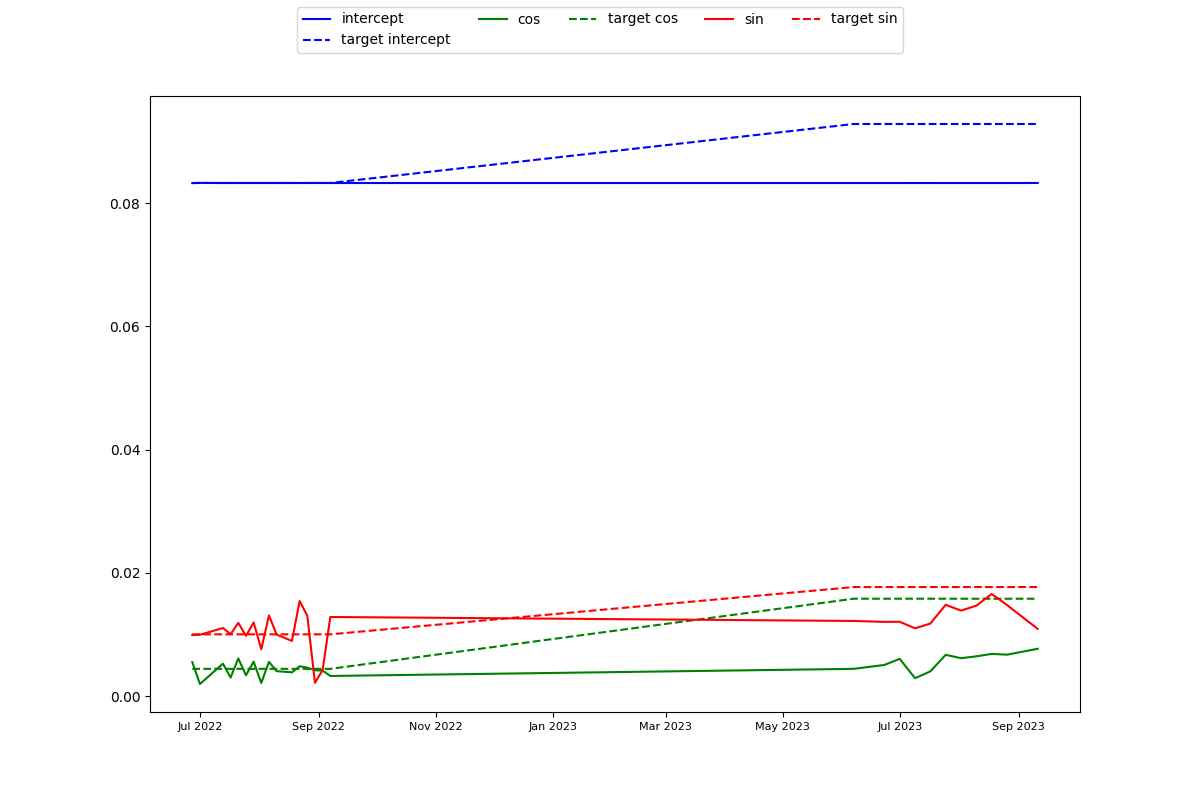 intercept cos target cos sin target sin
target intercept
0.08
0.06
0.04
0.02
0.00
Jul 2022 Sep 2022 Nov 2022 Jan 2023 Mar 2023 May 2023 Jul 2023 Sep 2023